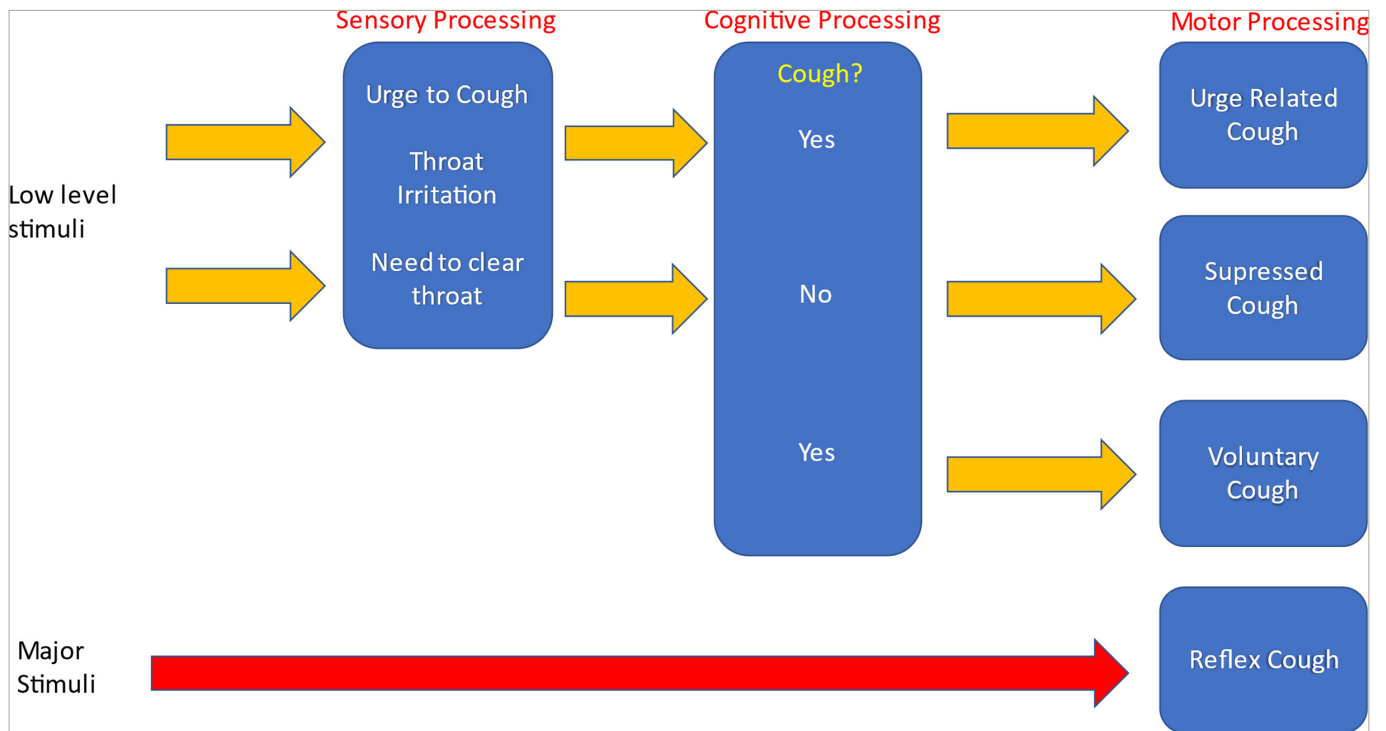 Sensory Processing
Cognitive Processing
Motor Processing
Low level
stimuli
Urge to Cough
Throat
Irritation
Need to clear
throat
Cough?
Yes
No
Yes
Urge Related
Cough
Supressed
Cough
Voluntary
Cough
Major
Stimuli
Reflex Cough